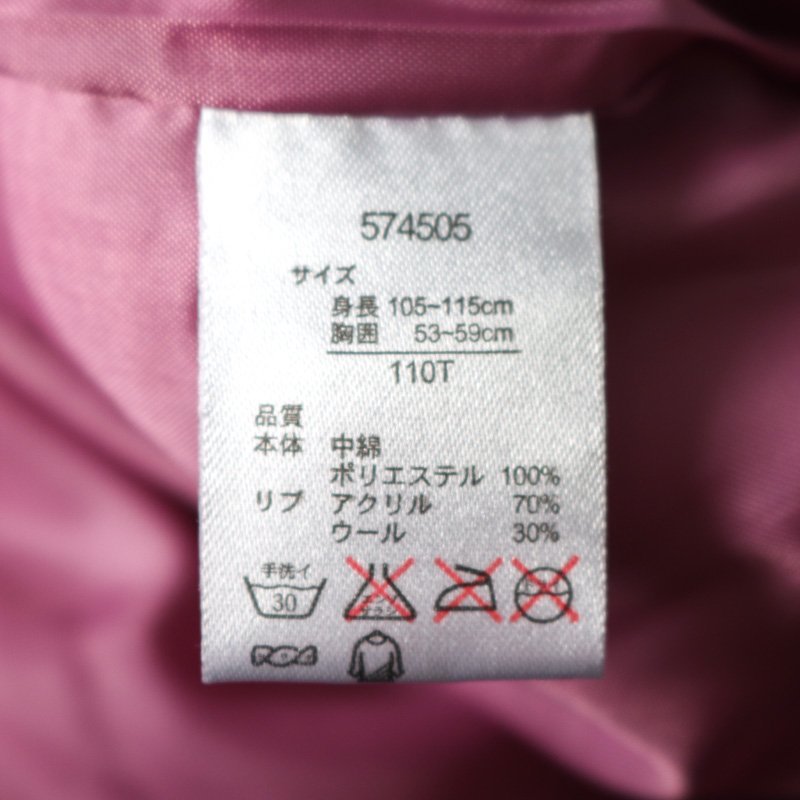 574505
サイズ
身長 105~115cm
胸囲 53~59cm
110T
品質
本体 中綿
ポリエステル 100%
リブ アクリル 70%
ウール 30%
手洗イ
30